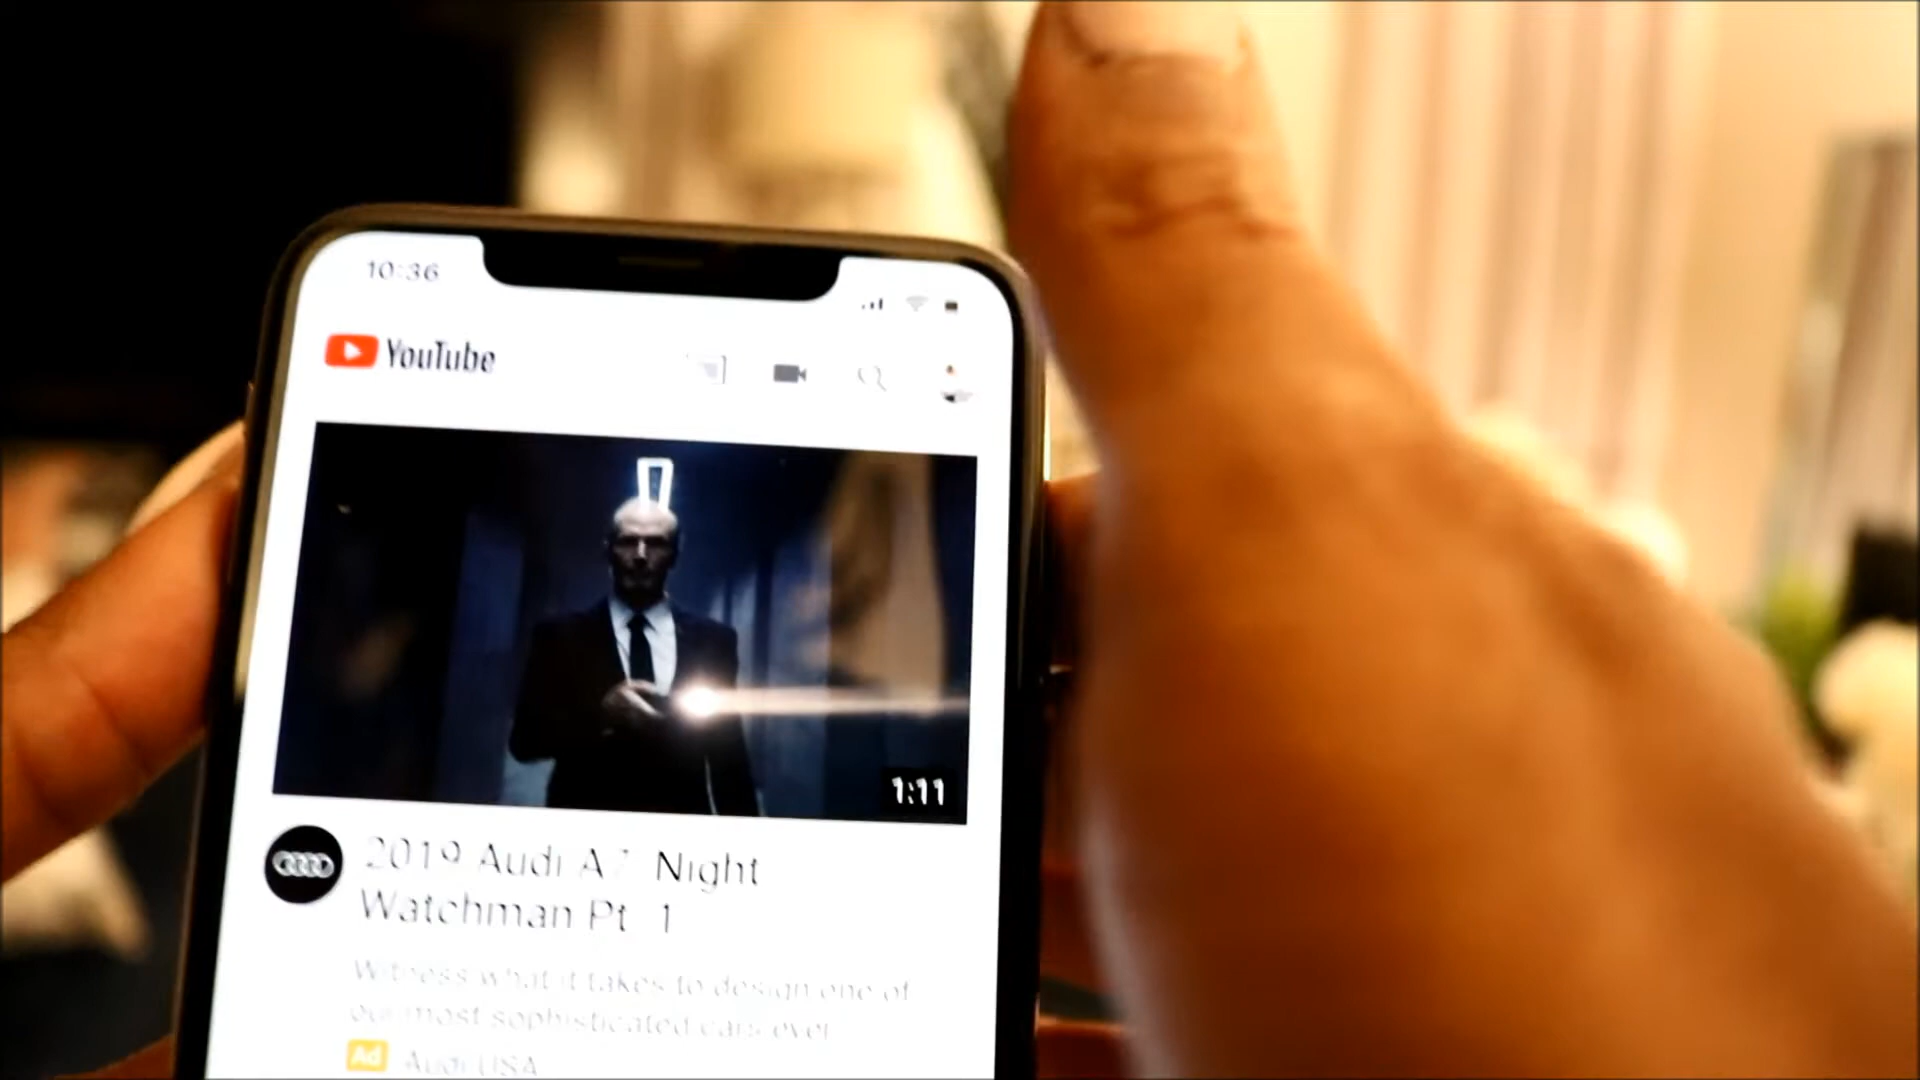 10:36
YouTube
1:11
2019 Audi A7 Night
Watchman Pt. 1
Witness what it takes to design one of
our most sophisticated cars ever
Ad Audi USA